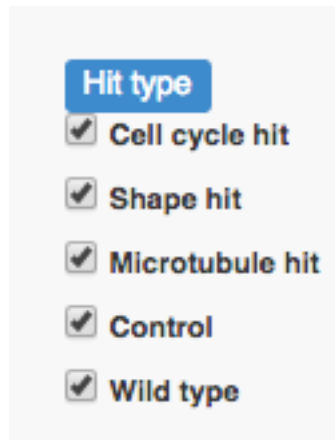 Hit type
Cell cycle hit
Shape hit
Microtubule hit
Control
Wild type